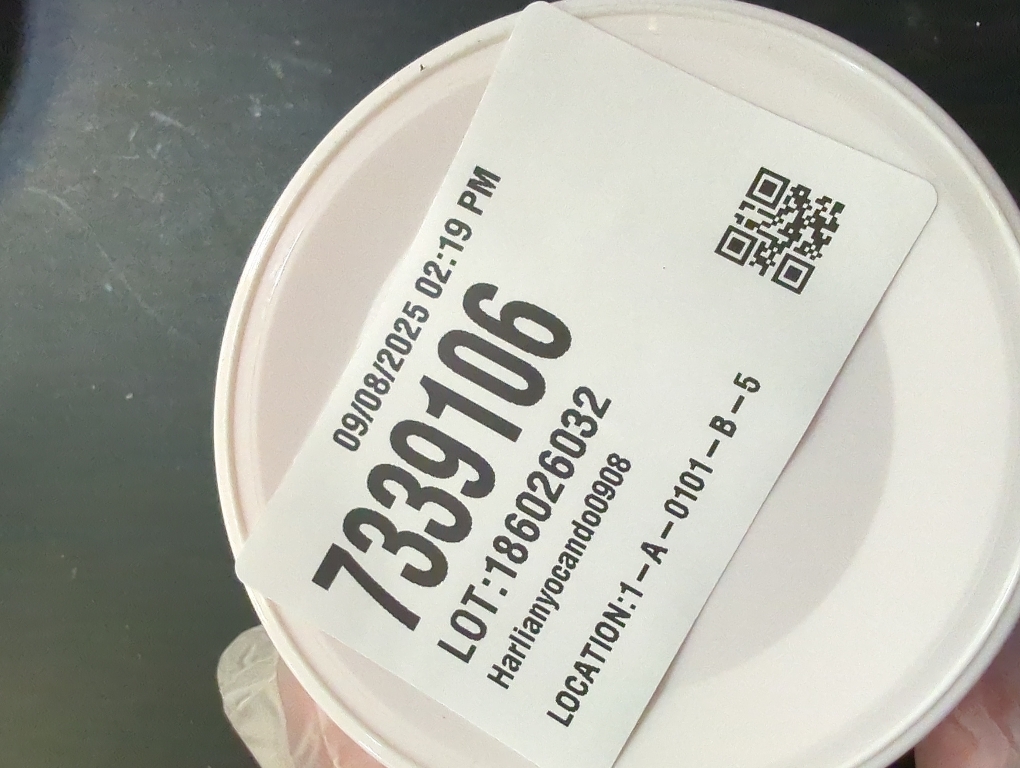 09/08/2025 02:19 PM
7339106
LOT:186026032
Harlianyocando0908
LOCATION:1-A-0101-B-5